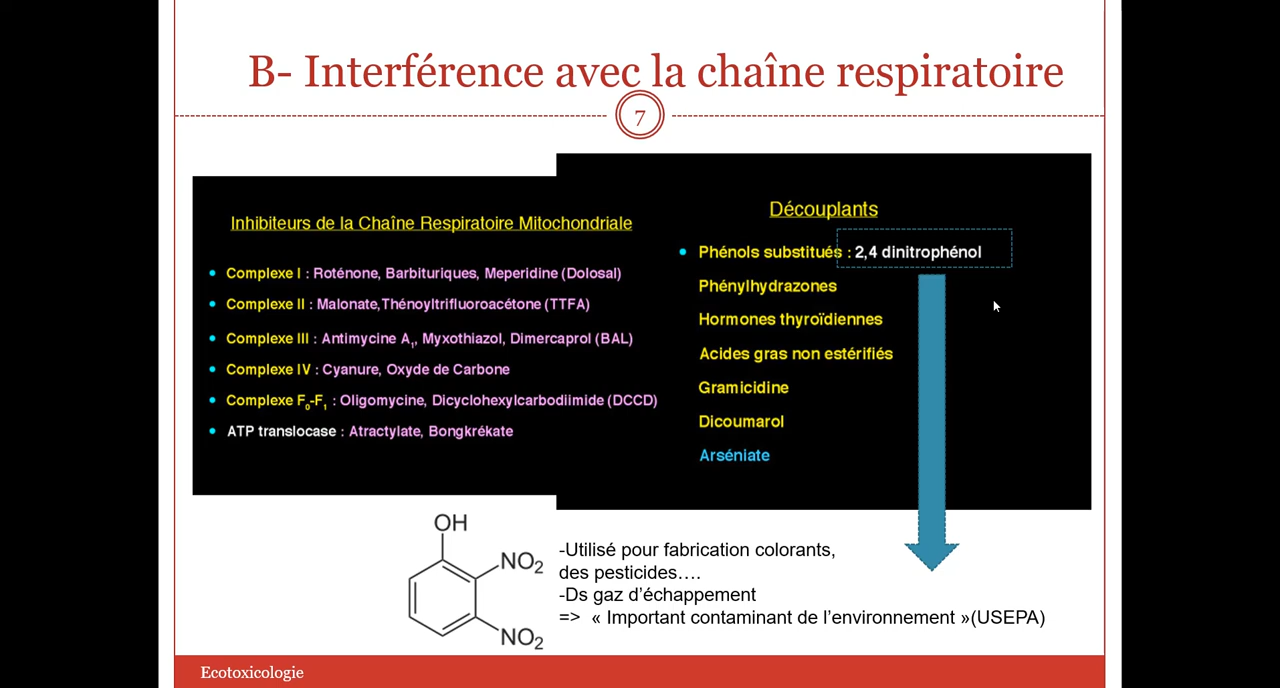 B- Interférence avec la chaîne respiratoire
7
Inhibiteurs de la Chaîne Respiratoire Mitochondriale
Complexe I : Roténone, Barbituriques, Meperidine (Dolosal)
Complexe II : Malonate,Thénoyltrifluoroacétone (TTFA)
Complexe III : Antimycine A1, Myxothiazol, Dimercaprol (BAL)
Complexe IV : Cyanure, Oxyde de Carbone
Complexe F0-F1 : Oligomycine, Dicyclohexylcarbodiimide (DCCD)
ATP translocase : Atractylate, Bongkrékate
Découplants
Phénols substitués : 2,4 dinitrophénol
Phénylhydrazones
Hormones thyroïdiennes
Acides gras non estérifiés
Gramicidine
Dicoumarol
Arséniate
OH
NO2
NO2
-Utilisé pour fabrication colorants,
des pesticides….
-Ds gaz d’échappement
=> « Important contaminant de l’environnement »(USEPA)
Ecotoxicologie